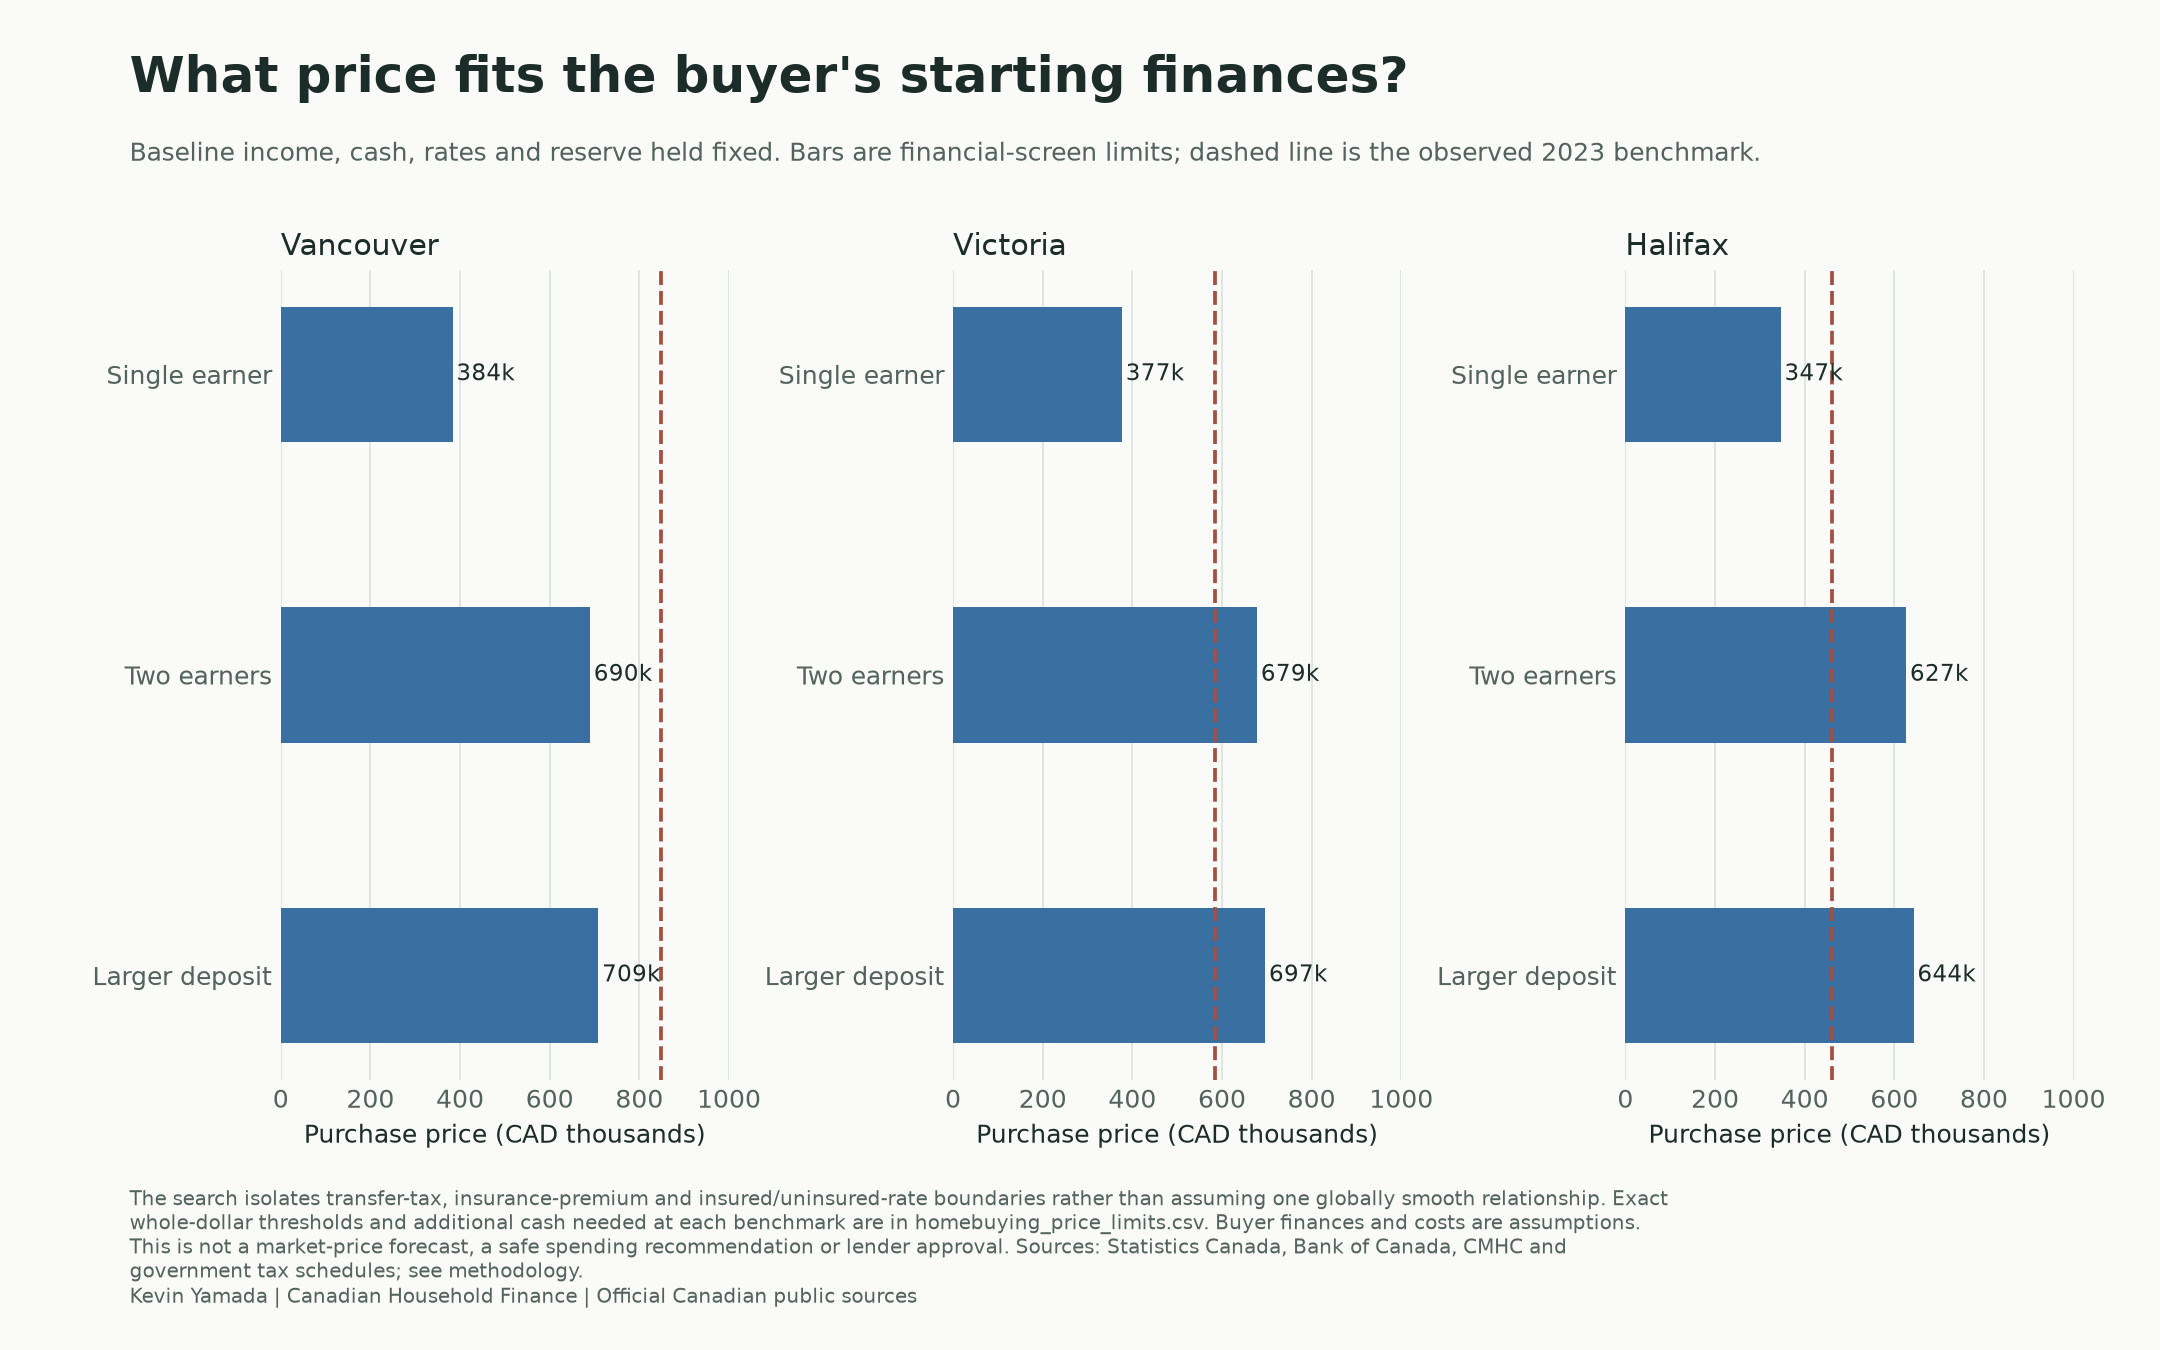 What price fits the buyer's starting finances?
Baseline income, cash, rates and reserve held fixed. Bars are financial-screen limits; dashed line is the observed 2023 benchmark.
Vancouver
Single earner
384k
Two earners
690k
Larger deposit
709k
0 200 400 600 800 1000
Purchase price (CAD thousands)
Victoria
Single earner
377k
Two earners
679k
Larger deposit
697k
0 200 400 600 800 1000
Purchase price (CAD thousands)
Halifax
Single earner
347k
Two earners
627k
Larger deposit
644k
0 200 400 600 800 1000
Purchase price (CAD thousands)
The search isolates transfer-tax, insurance-premium and insured/uninsured-rate boundaries rather than assuming one globally smooth relationship. Exact
whole-dollar thresholds and additional cash needed at each benchmark are in homebuying_price_limits.csv. Buyer finances and costs are assumptions.
This is not a market-price forecast, a safe spending recommendation or lender approval. Sources: Statistics Canada, Bank of Canada, CMHC and
government tax schedules; see methodology.
Kevin Yamada | Canadian Household Finance | Official Canadian public sources